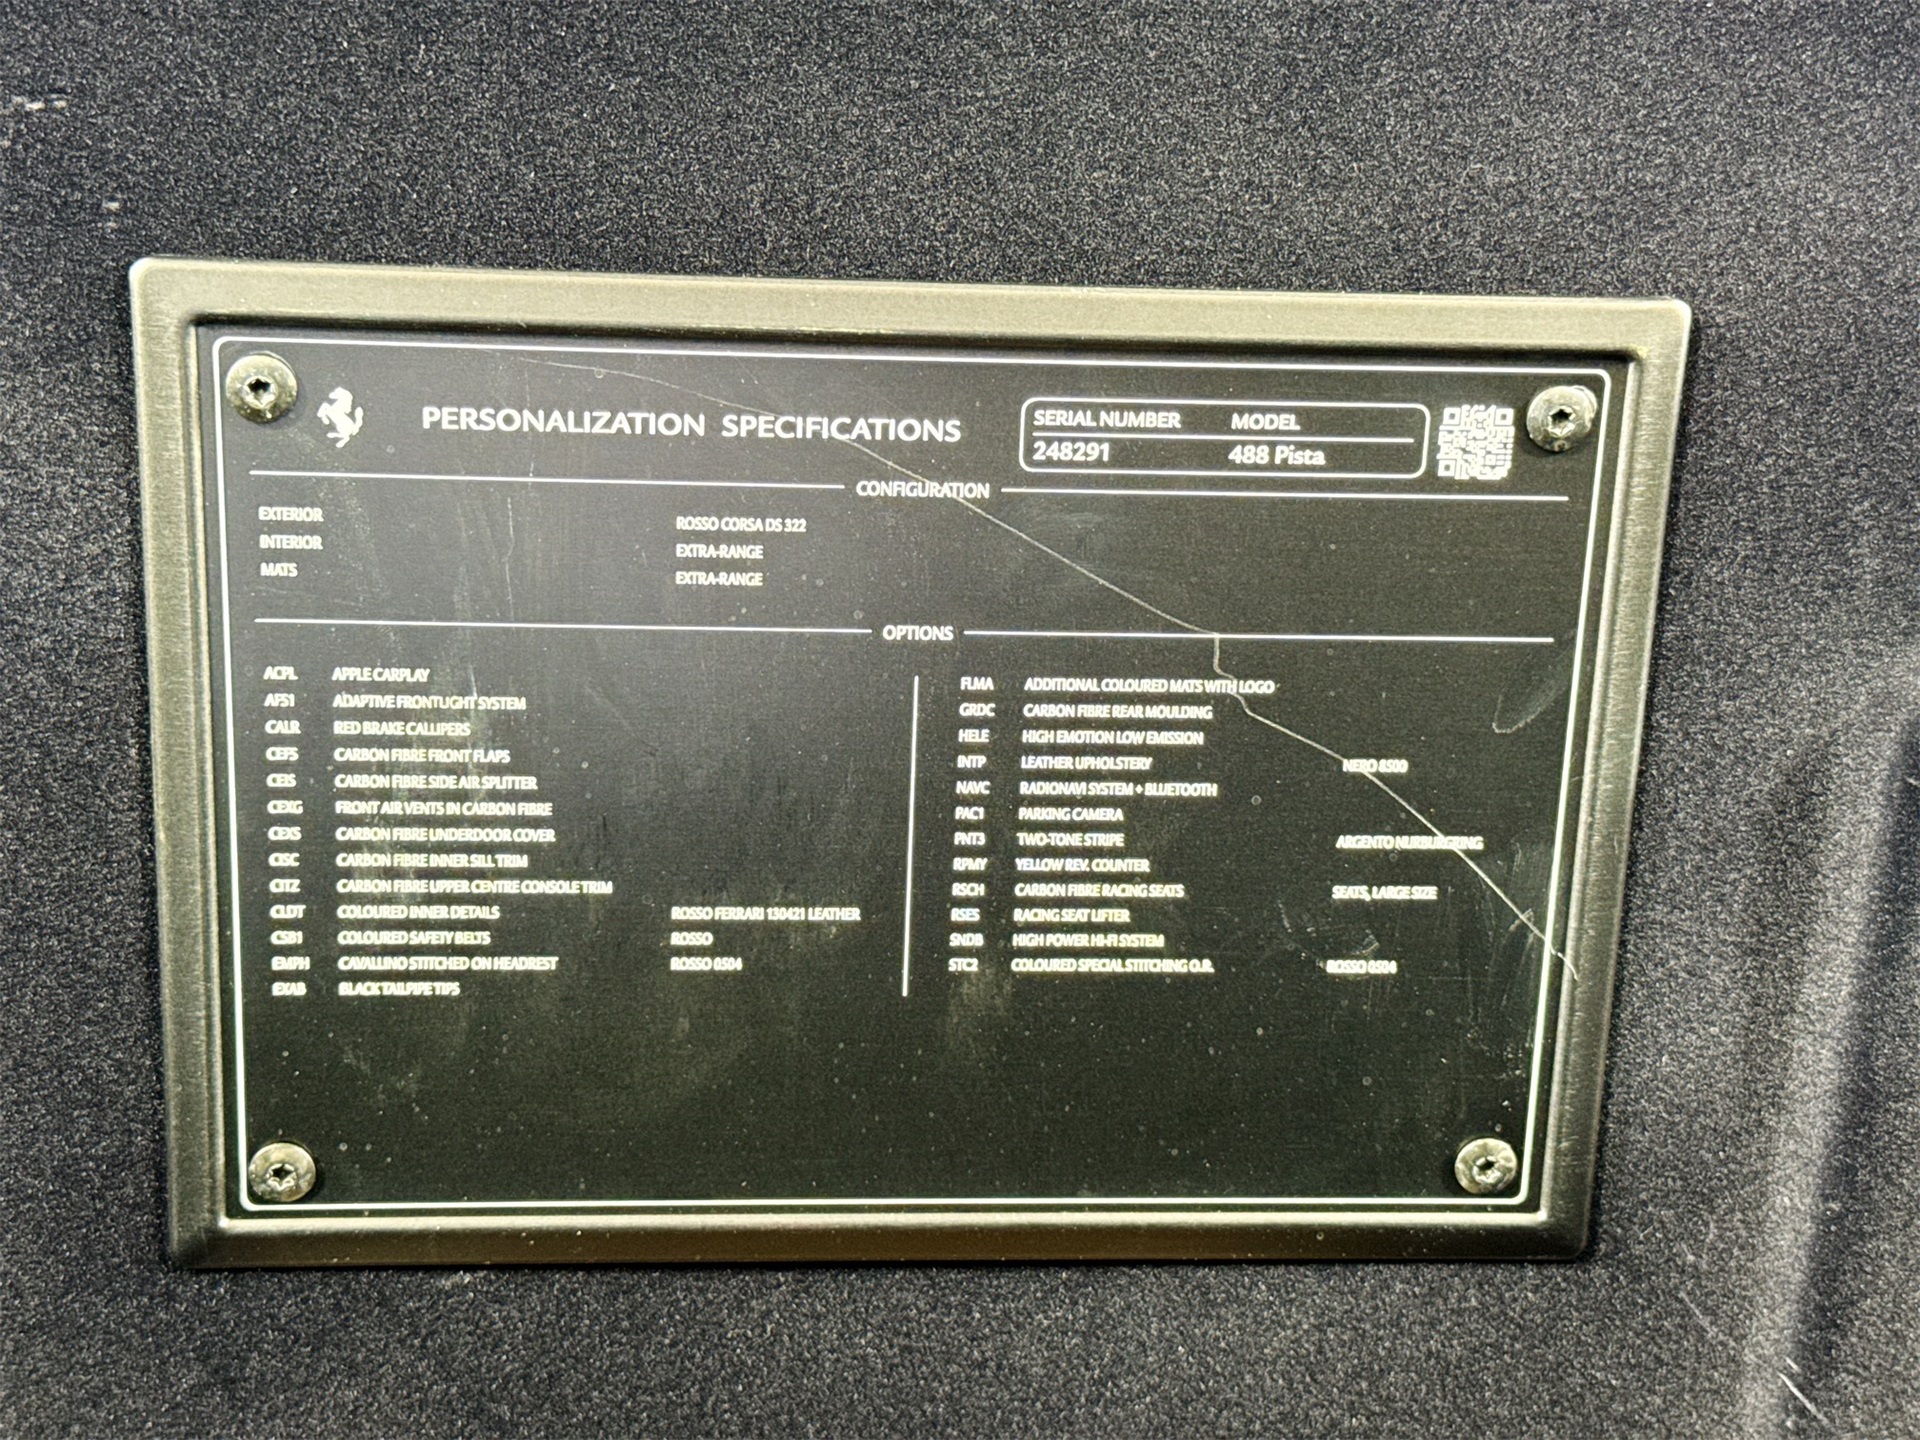 PERSONALIZATION SPECIFICATIONS
SERIAL NUMBER MODEL
248291 488 Pista
CONFIGURATION
EXTERIOR ROSSO CORSA DS 322
INTERIOR EXTRA-RANGE
MATS EXTRA-RANGE
OPTIONS
ACPL APPLE CARPLAY
AFS1 ADAPTIVE FRONTLIGHT SYSTEM
CALR RED BRAKE CALLIPERS
CEFS CARBON FIBRE FRONT FLAPS
CEIS CARBON FIBRE SIDE AIR SPLITTER
CEXG FRONT AIR VENTS IN CARBON FIBRE
CEXS CARBON FIBRE UNDERDOOR COVER
CISC CARBON FIBRE INNER SILL TRIM
CITZ CARBON FIBRE UPPER CENTRE CONSOLE TRIM
CLDT COLOURED INNER DETAILS ROSSO FERRARI 130421 LEATHER
CSB1 COLOURED SAFETY BELTS ROSSO
EMPH CAVALLINO STITCHED ON HEADREST ROSSO 0504
EXAB BLACK TAILPIPE TIPS
FLMA ADDITIONAL COLOURED MATS WITH LOGO
GRDC CARBON FIBRE REAR MOULDING
HELE HIGH EMOTION LOW EMISSION
INTP LEATHER UPHOLSTERY NERO 8500
NAVC RADIONAVI SYSTEM + BLUETOOTH
PAC1 PARKING CAMERA
PNT3 TWO-TONE STRIPE ARGENTO NURBURGRING
RPMY YELLOW REV. COUNTER
RSCH CARBON FIBRE RACING SEATS SEATS, LARGE SIZE
RSES RACING SEAT LIFTER
SNDB HIGH POWER HI-FI SYSTEM
STC2 COLOURED SPECIAL STITCHING O.R. ROSSO 0504